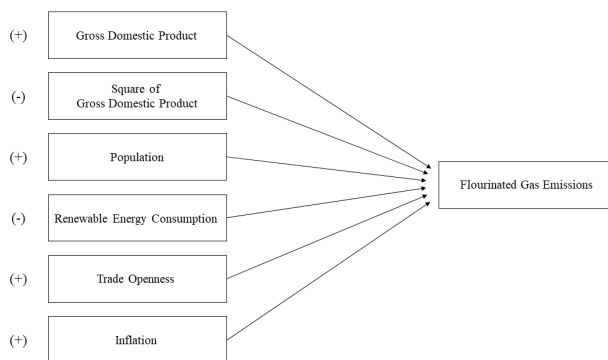 (+)
Gross Domestic Product
(-)
Square of
Gross Domestic Product
(+)
Population
Flourinated Gas Emissions
(-)
Renewable Energy Consumption
(+)
Trade Openness
(+)
Inflation